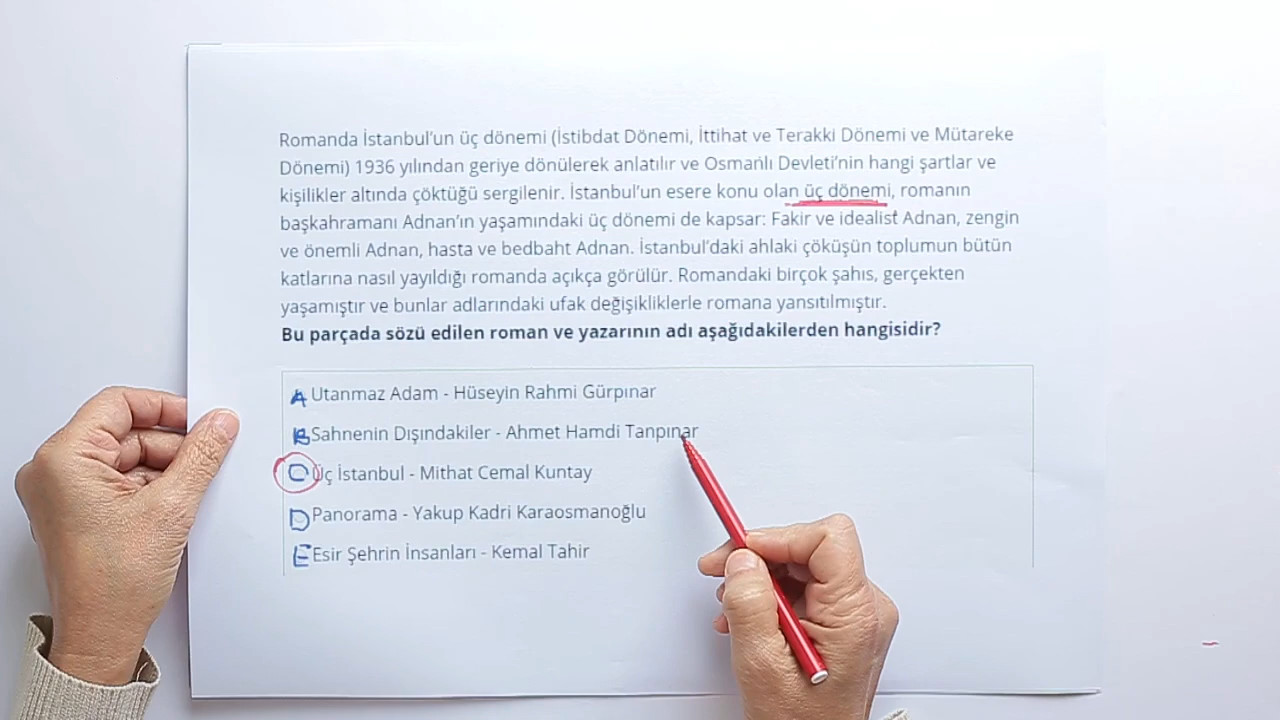 Romanda İstanbul'un üç dönemi (İstibdat Dönemi, İttihat ve Terakki Dönemi ve Mütareke
Dönemi) 1936 yılından geriye dönülerek anlatılır ve Osmanlı Devleti'nin hangi şartlar ve
kişilikler altında çöktüğü sergilenir. İstanbul'un esere konu olan üç dönemi, romanın
başkahramanı Adnan'ın yaşamındaki üç dönemi de kapsar: Fakir ve idealist Adnan, zengin
ve önemli Adnan, hasta ve bedbaht Adnan. İstanbul'daki ahlaki çöküşün toplumun bütün
katlarına nasıl yayıldığı romanda açıkça görülür. Romandaki birçok şahıs, gerçekten
yaşamıştır ve bunlar adlarındaki ufak değişikliklerle romana yansıtılmıştır.
Bu parçada sözü edilen roman ve yazarının adı aşağıdakilerden hangisidir?
A Utanmaz Adam - Hüseyin Rahmi Gürpınar
B Sahnenin Dışındakiler - Ahmet Hamdi Tanpınar
C Üç İstanbul - Mithat Cemal Kuntay
D Panorama - Yakup Kadri Karaosmanoğlu
E Esir Şehrin İnsanları - Kemal Tahir